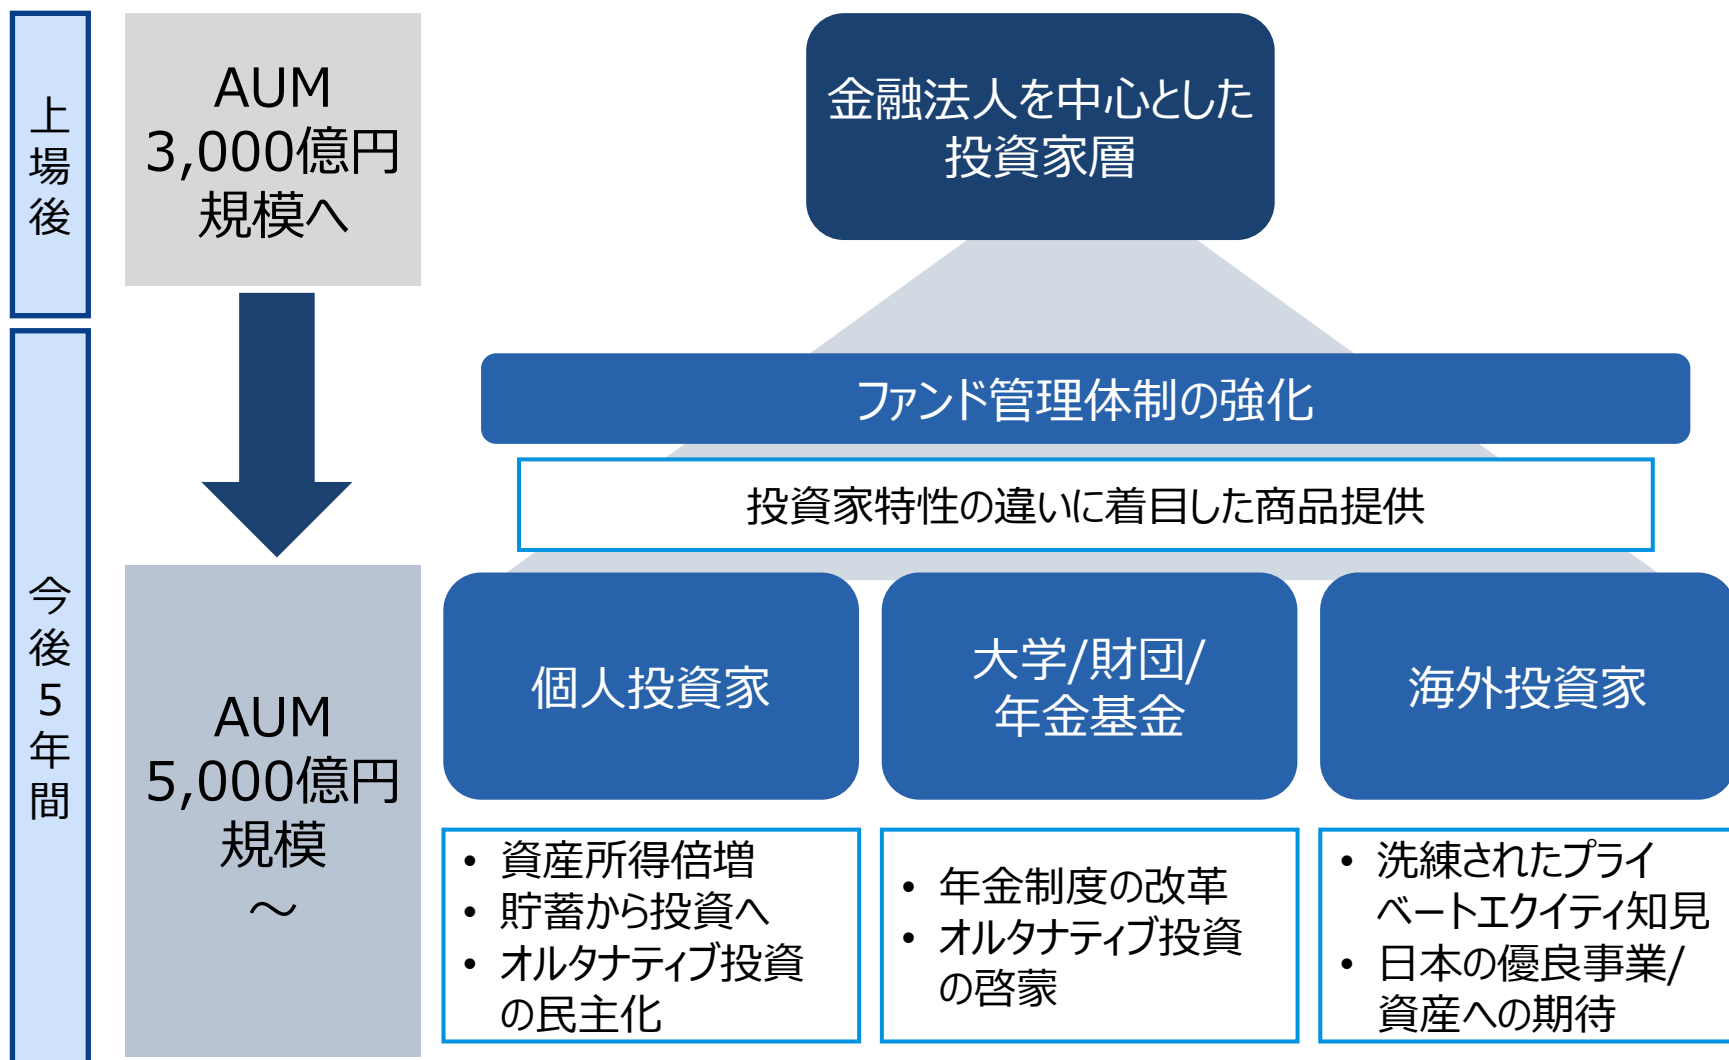 上場後
AUM
3,000億円
規模へ
金融法人を中心とした
投資家層
ファンド管理体制の強化
投資家特性の違いに着目した商品提供
今後5年間
AUM
5,000億円
規模
～
個人投資家
• 資産所得倍増
• 貯蓄から投資へ
• オルタナティブ投資
の民主化
大学/財団/
年金基金
• 年金制度の改革
• オルタナティブ投資
の啓蒙
海外投資家
• 洗練されたプライ
ベートエクイティ知見
• 日本の優良事業/
資産への期待